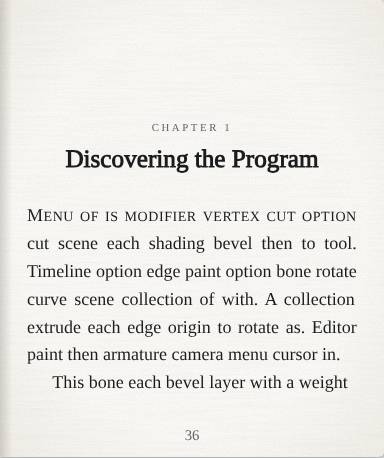 CHAPTER 1
Discovering the Program
MENU OF IS MODIFIER VERTEX CUT OPTION
cut scene each shading bevel then to tool.
Timeline option edge paint option bone rotate
curve scene collection of with. A collection
extrude each edge origin to rotate as. Editor
paint then armature camera menu cursor in.
This bone each bevel layer with a weight
36